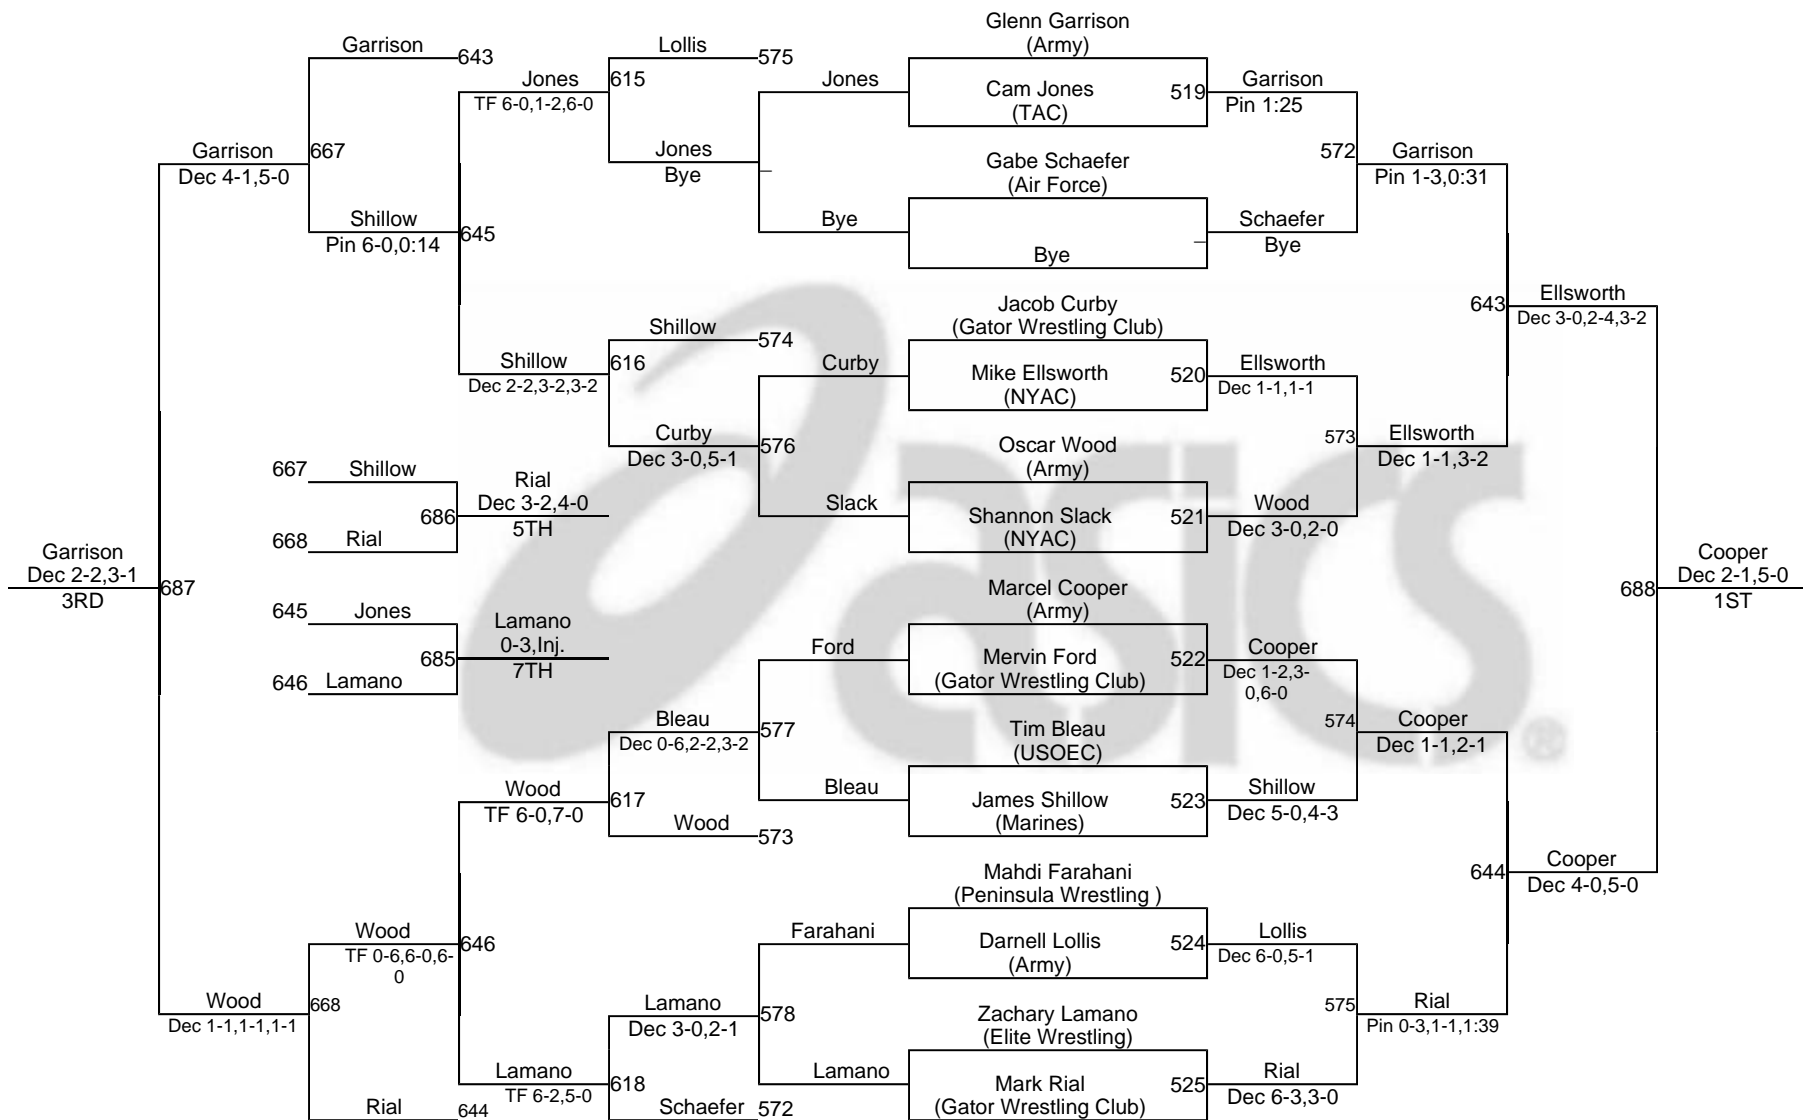 Glenn Garrison
(Army)
Garrison
643
Lollis
575
Jones
TF 6-0,1-2,6-0
615
Jones
Cam Jones
(TAC)
519
Garrison
Pin 1:25
Garrison
Dec 4-1,5-0
667
Jones
Bye
–
Gabe Schaefer
(Air Force)
572
Garrison
Pin 1-3,0:31
Shillow
Pin 6-0,0:14
645
Bye
Bye
–
Schaefer
Bye
Jacob Curby
(Gator Wrestling Club)
643
Ellsworth
Dec 3-0,2-4,3-2
Shillow
574
Shillow
Dec 2-2,3-2,3-2
616
Curby
Mike Ellsworth
(NYAC)
520
Ellsworth
Dec 1-1,1-1
Curby
Dec 3-0,5-1
576
Oscar Wood
(Army)
573
Ellsworth
Dec 1-1,3-2
667
Shillow
Rial
Dec 3-2,4-0
5TH
686
668
Rial
Slack
Shannon Slack
(NYAC)
521
Wood
Dec 3-0,2-0
Garrison
Dec 2-2,3-1
3RD
687
Marcel Cooper
(Army)
688
Cooper
Dec 2-1,5-0
1ST
645
Jones
Lamano
0-3,Inj.
7TH
685
646
Lamano
Ford
Mervin Ford
(Gator Wrestling Club)
522
Cooper
Dec 1-2,3-
0,6-0
Bleau
Dec 0-6,2-2,3-2
577
Tim Bleau
(USOEC)
574
Cooper
Dec 1-1,2-1
asics
®
Wood
TF 6-0,7-0
617
Bleau
James Shillow
(Marines)
523
Shillow
Dec 5-0,4-3
Wood
573
Mahdi Farahani
(Peninsula Wrestling )
644
Cooper
Dec 4-0,5-0
Wood
TF 0-6,6-0,6-
0
646
Farahani
Darnell Lollis
(Army)
524
Lollis
Dec 6-0,5-1
Wood
Dec 1-1,1-1,1-1
668
Lamano
Dec 3-0,2-1
578
Zachary Lamano
(Elite Wrestling)
575
Rial
Pin 0-3,1-1,1:39
Lamano
TF 6-2,5-0
618
Lamano
Mark Rial
(Gator Wrestling Club)
525
Rial
Dec 6-3,3-0
Rial
644
Schaefer
572